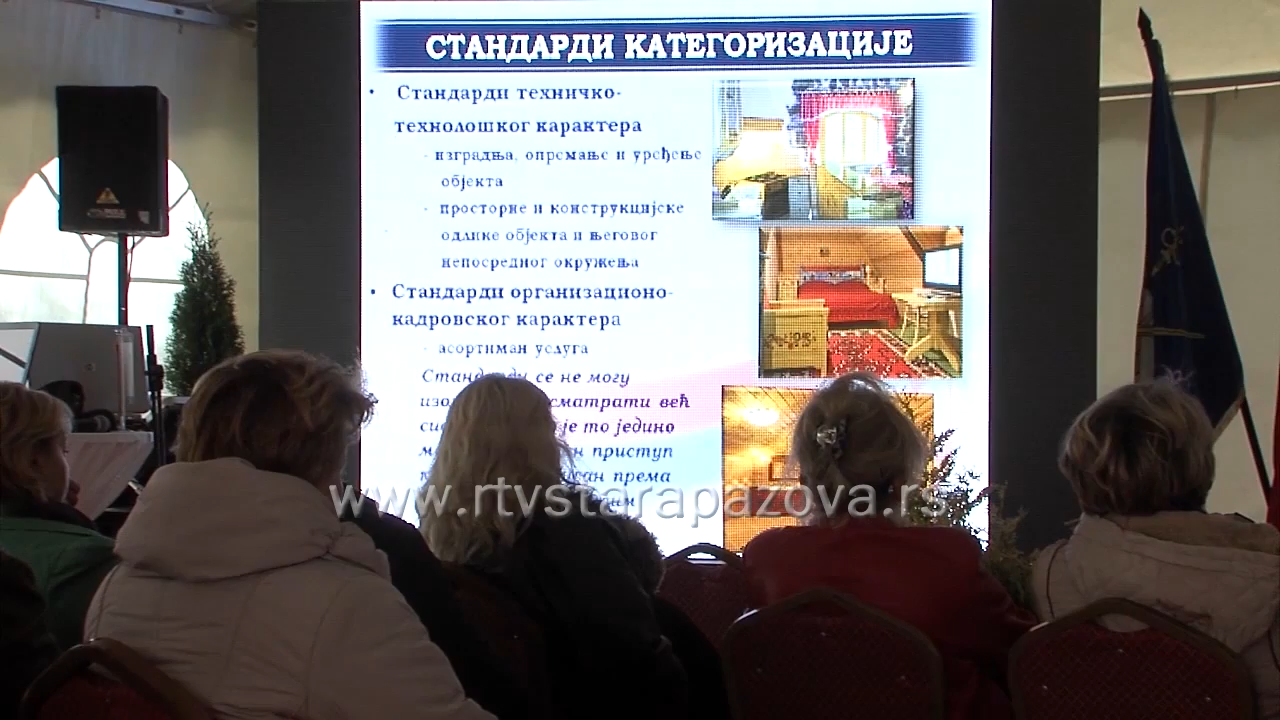 СТАНДАРДИ КАТЕГОРИЗАЦИЈЕ
• Стандарди техничко-
технолошког карактера
- изградња, опремање и уређење
објекта
- просторне и конструкцијске
одлике објекта и његовог
непосредног окружења
• Стандарди организационо-
кадровског карактера
- асортиман услуга
Стандарди се не могу
већ
је то једино
приступ
према
www.rtvstarapazova.rs